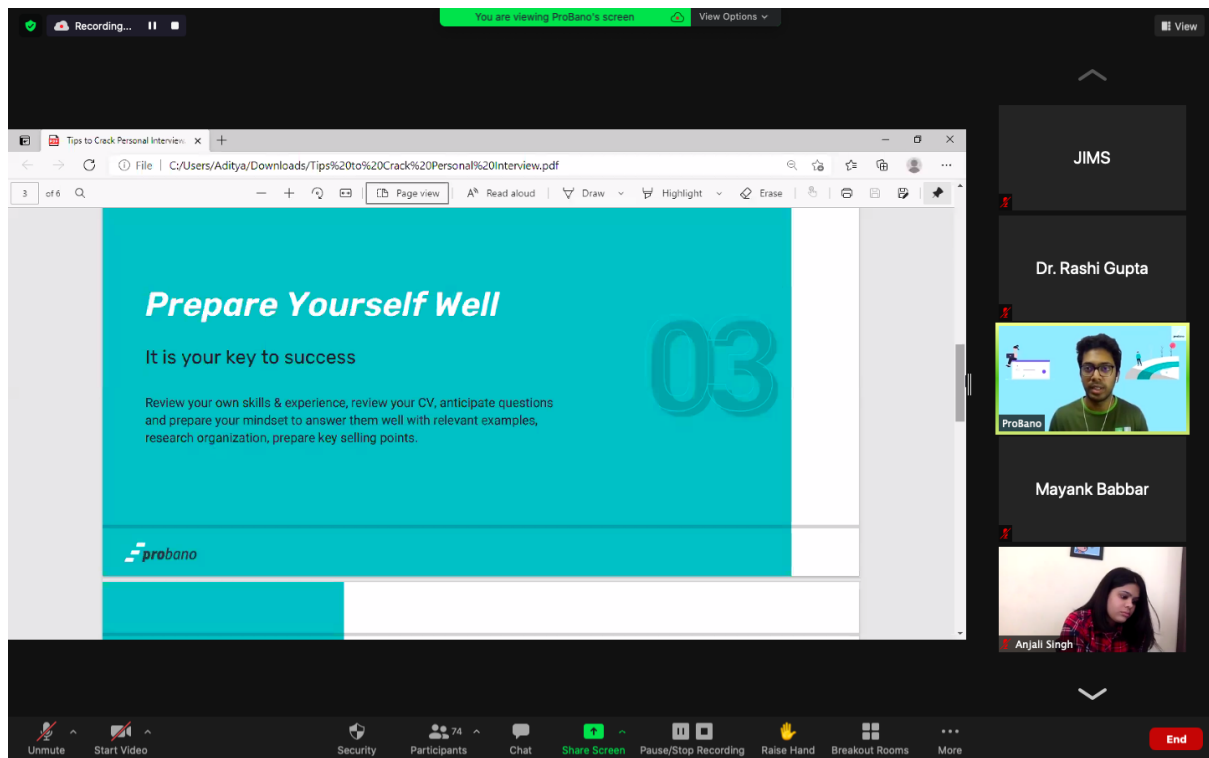 Recording...
You are viewing ProBano's screen
View Options
View
Tips to Crack Personal Interview
File | C:/Users/Aditya/Downloads/Tips%20to%20Crack%20Personal%20Interview.pdf
3 of 6
Page view
Read aloud
Draw
Highlight
Erase
Prepare Yourself Well
It is your key to success
03
Review your own skills & experience, review your CV, anticipate questions
and prepare your mindset to answer them well with relevant examples,
research organization, prepare key selling points.
probano
JIMS
Dr. Rashi Gupta
ProBano
Mayank Babbar
Anjali Singh
Unmute
Start Video
Security
74
Participants
Chat
Share Screen
Pause/Stop Recording
Raise Hand
Breakout Rooms
More
End